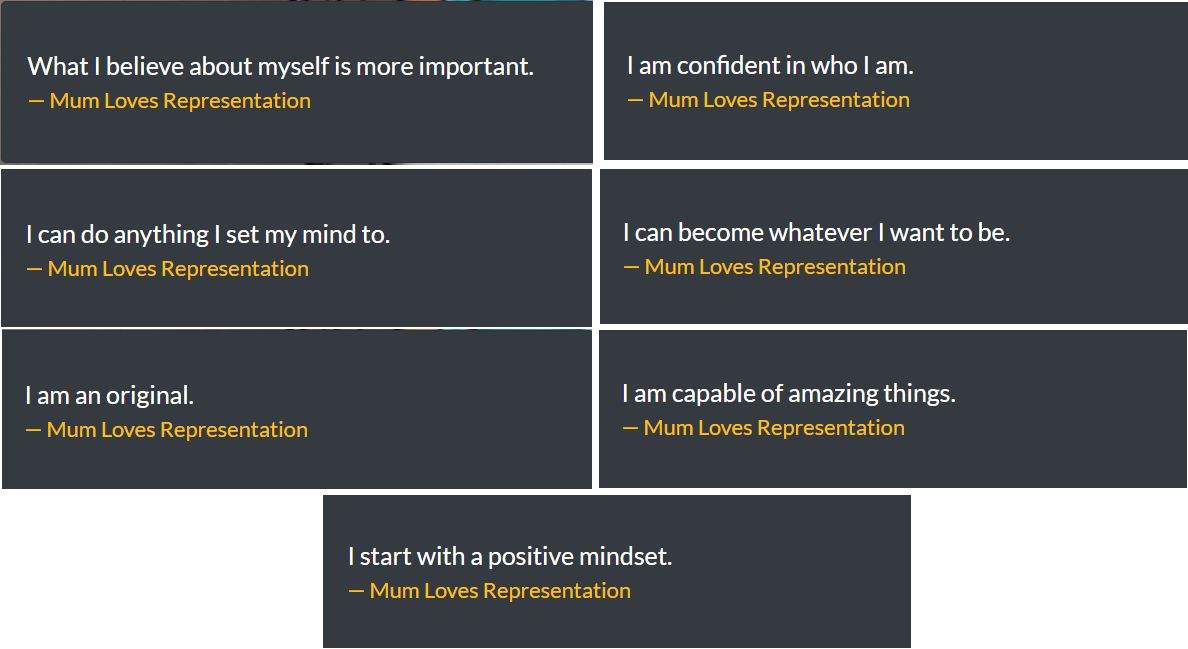 What I believe about myself is more important.
— Mum Loves Representation
I am confident in who I am.
— Mum Loves Representation
I can do anything I set my mind to.
— Mum Loves Representation
I can become whatever I want to be.
— Mum Loves Representation
I am an original.
— Mum Loves Representation
I am capable of amazing things.
— Mum Loves Representation
I start with a positive mindset.
— Mum Loves Representation